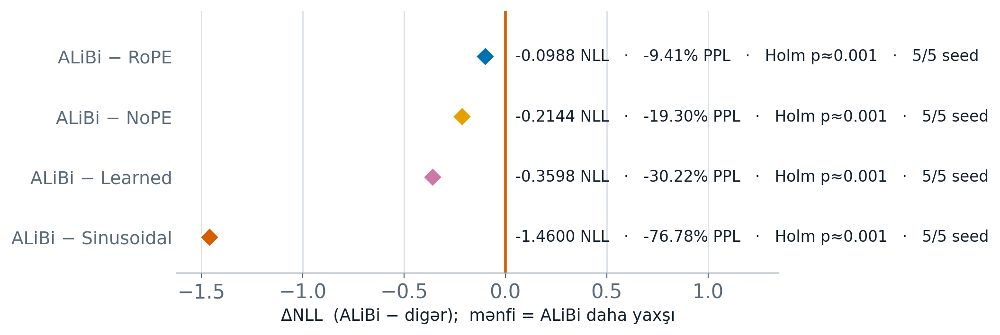 ALiBi − RoPE -0.0988 NLL · -9.41% PPL · Holm p≈0.001 · 5/5 seed
ALiBi − NoPE -0.2144 NLL · -19.30% PPL · Holm p≈0.001 · 5/5 seed
ALiBi − Learned -0.3598 NLL · -30.22% PPL · Holm p≈0.001 · 5/5 seed
ALiBi − Sinusoidal -1.4600 NLL · -76.78% PPL · Holm p≈0.001 · 5/5 seed
−1.5 −1.0 −0.5 0.0 0.5 1.0
ΔNLL (ALiBi − digər); mənfi = ALiBi daha yaxşı